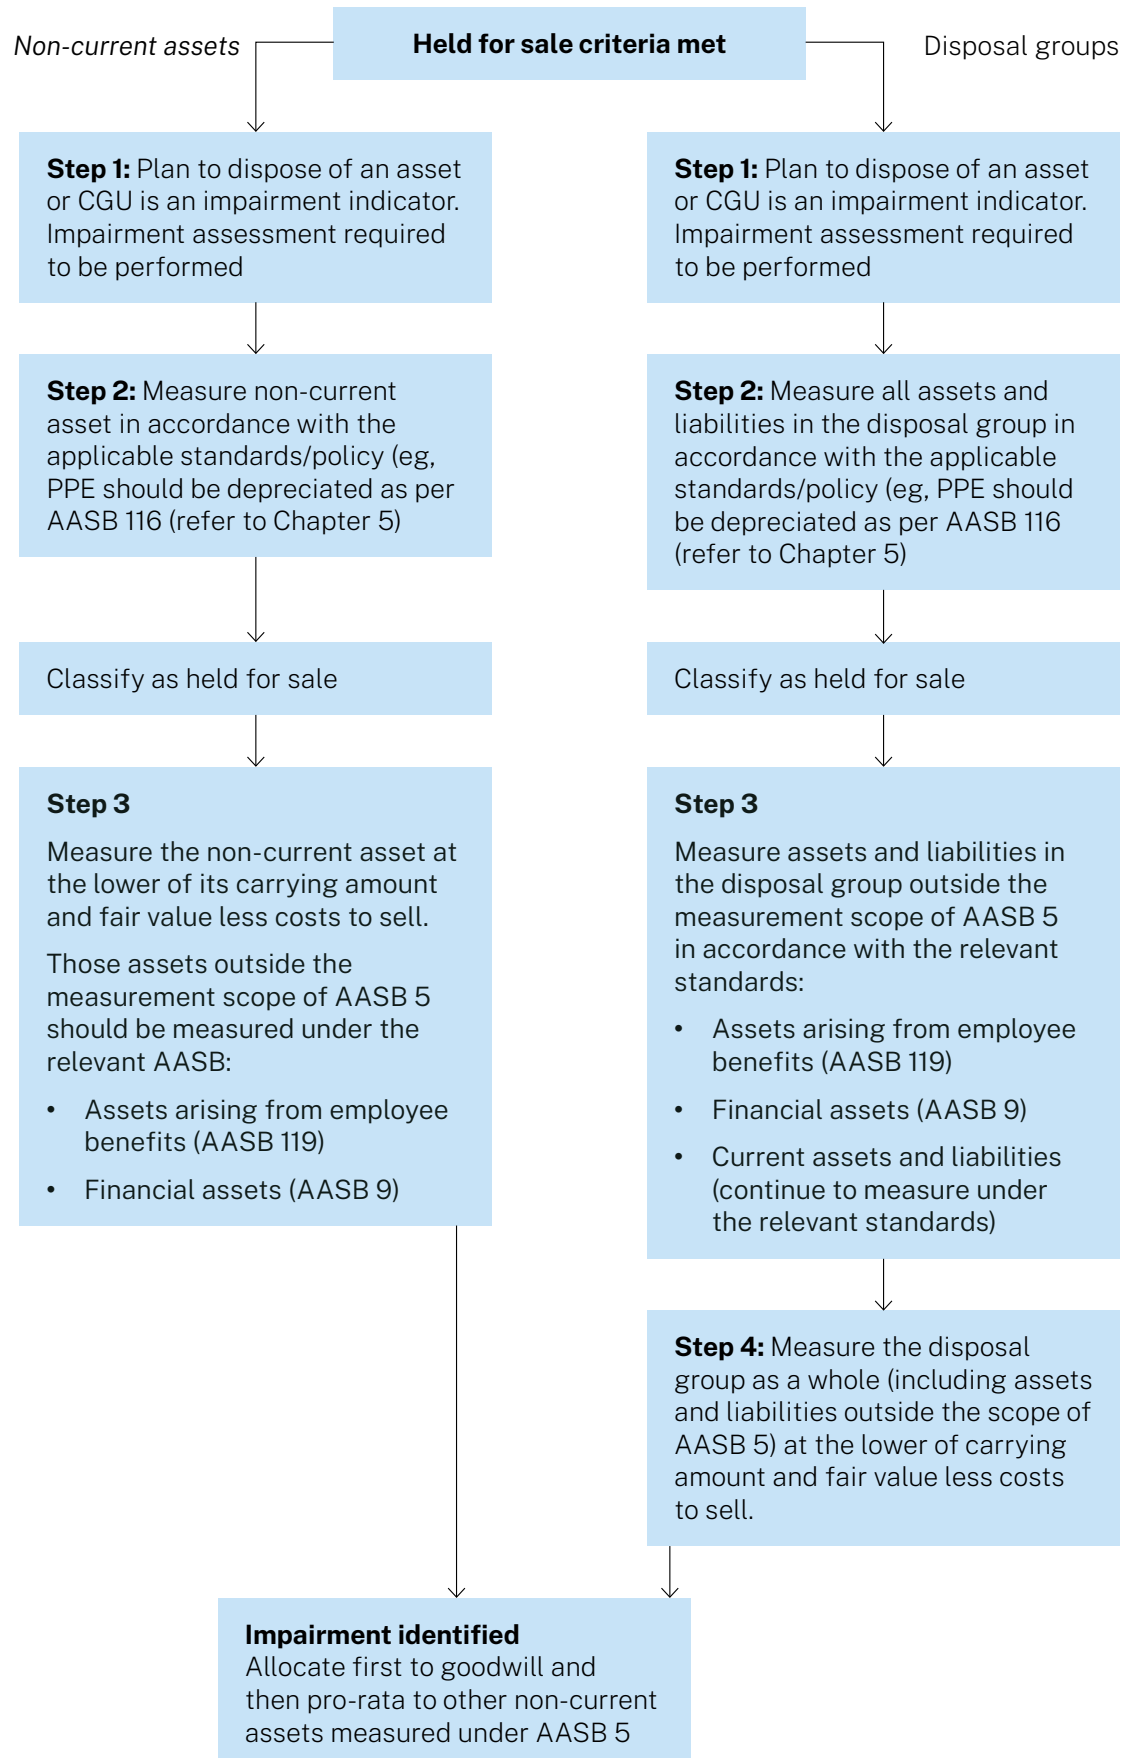 Non-current assets
Held for sale criteria met
Disposal groups
Step 1: Plan to dispose of an asset
or CGU is an impairment indicator.
Impairment assessment required
to be performed
Step 2: Measure non-current
asset in accordance with the
applicable standards/policy (eg,
PPE should be depreciated as per
AASB 116 (refer to Chapter 5)
Classify as held for sale
Step 3
Measure the non-current asset at
the lower of its carrying amount
and fair value less costs to sell.
Those assets outside the
measurement scope of AASB 5
should be measured under the
relevant AASB:
• Assets arising from employee
benefits (AASB 119)
• Financial assets (AASB 9)
Step 1: Plan to dispose of an asset
or CGU is an impairment indicator.
Impairment assessment required
to be performed
Step 2: Measure all assets and
liabilities in the disposal group in
accordance with the applicable
standards/policy (eg, PPE should
be depreciated as per AASB 116
(refer to Chapter 5)
Classify as held for sale
Step 3
Measure assets and liabilities in
the disposal group outside the
measurement scope of AASB 5
in accordance with the relevant
standards:
• Assets arising from employee
benefits (AASB 119)
• Financial assets (AASB 9)
• Current assets and liabilities
(continue to measure under
the relevant standards)
Step 4: Measure the disposal
group as a whole (including assets
and liabilities outside the scope of
AASB 5) at the lower of carrying
amount and fair value less costs
to sell.
Impairment identified
Allocate first to goodwill and
then pro-rata to other non-current
assets measured under AASB 5